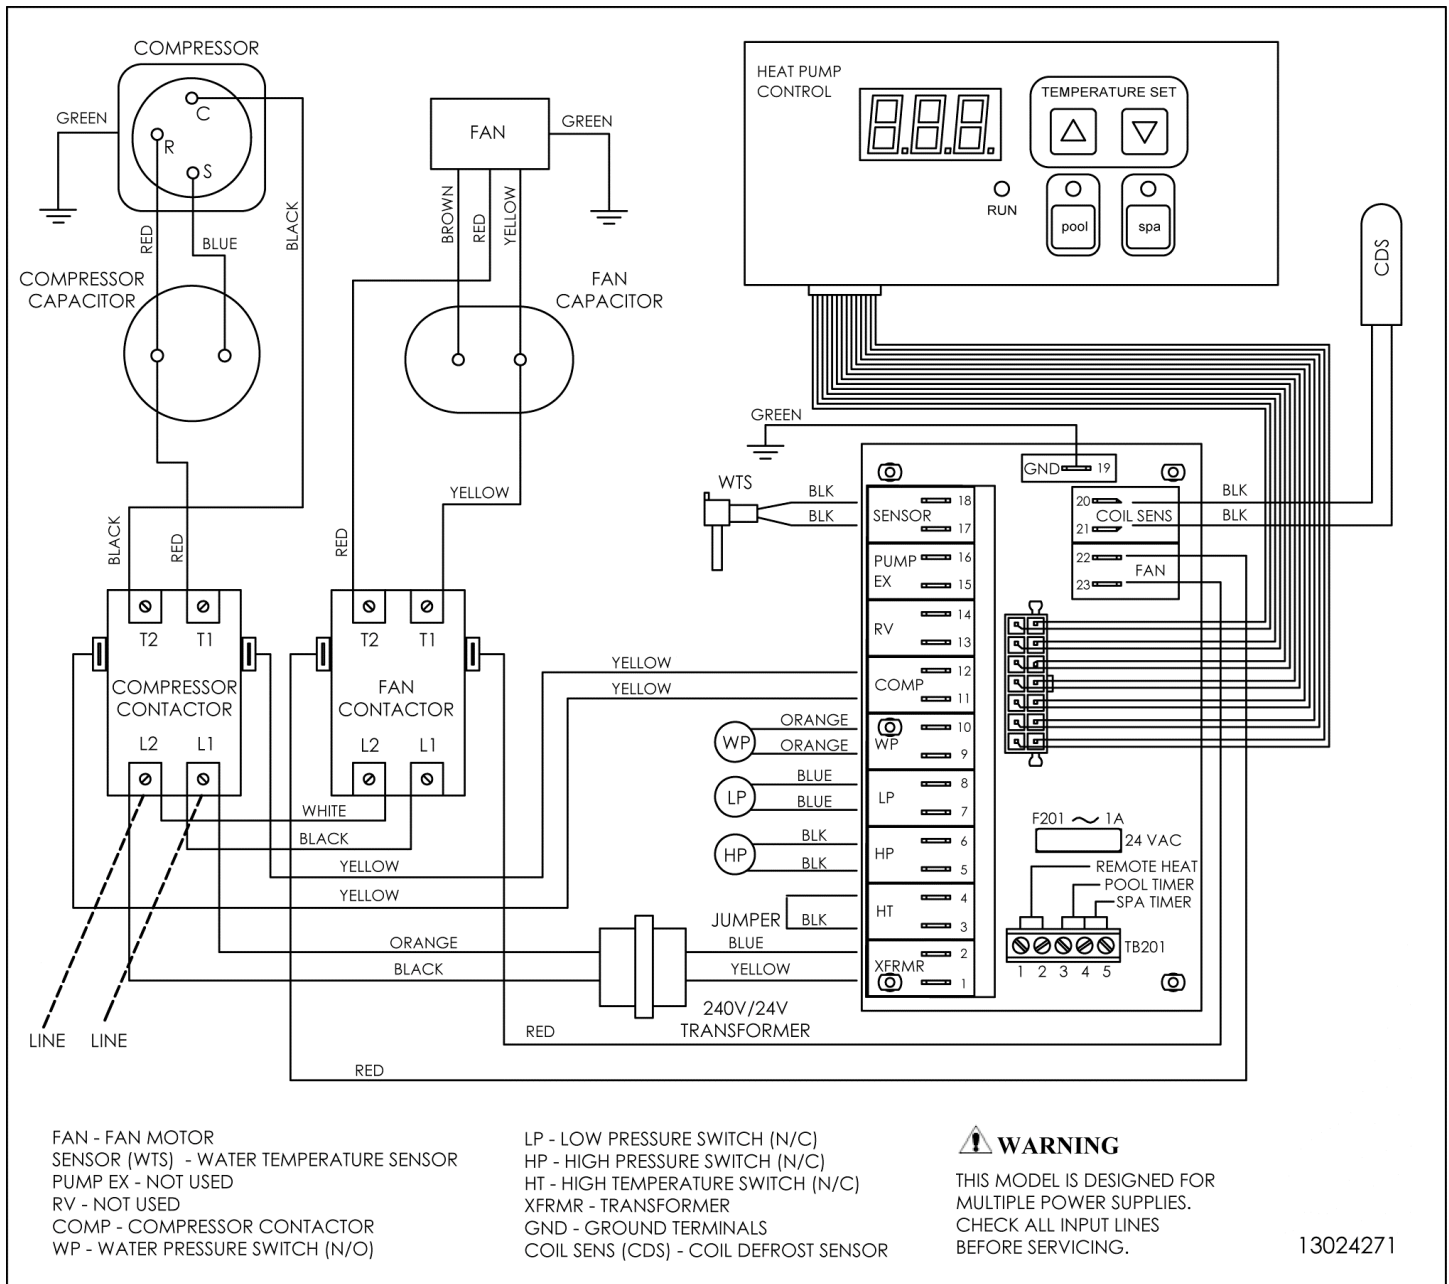 COMPRESSOR
GREEN
C
R
S
RED
BLUE
BLACK
COMPRESSOR
CAPACITOR
FAN
GREEN
BROWN
RED
YELLOW
FAN
CAPACITOR
HEAT PUMP
CONTROL
TEMPERATURE SET
RUN
pool
spa
CDS
BLACK
RED
RED
YELLOW
T2 T1
COMPRESSOR
CONTACTOR
L2 L1
T2 T1
FAN
CONTACTOR
L2 L1
WHITE
BLACK
YELLOW
YELLOW
ORANGE
BLACK
LINE LINE
RED
RED
240V/24V
TRANSFORMER
BLUE
YELLOW
YELLOW
YELLOW
GREEN
WTS
BLK
BLK
WP
ORANGE
ORANGE
LP
BLUE
BLUE
HP
BLK
BLK
JUMPER
BLK
SENSOR
18
17
PUMP
EX
16
15
RV
14
13
COMP
12
11
WP
10
9
LP
8
7
HP
6
5
HT
4
3
XFRMR
2
1
GND 19
20
COIL SENS
21
22
FAN
23
BLK
BLK
F201 1A
24 VAC
REMOTE HEAT
POOL TIMER
SPA TIMER
TB201
1 2 3 4 5
FAN - FAN MOTOR
SENSOR (WTS) - WATER TEMPERATURE SENSOR
PUMP EX - NOT USED
RV - NOT USED
COMP - COMPRESSOR CONTACTOR
WP - WATER PRESSURE SWITCH (N/O)
LP - LOW PRESSURE SWITCH (N/C)
HP - HIGH PRESSURE SWITCH (N/C)
HT - HIGH TEMPERATURE SWITCH (N/C)
XFRMR - TRANSFORMER
GND - GROUND TERMINALS
COIL SENS (CDS) - COIL DEFROST SENSOR
WARNING
THIS MODEL IS DESIGNED FOR
MULTIPLE POWER SUPPLIES.
CHECK ALL INPUT LINES
BEFORE SERVICING.
13024271